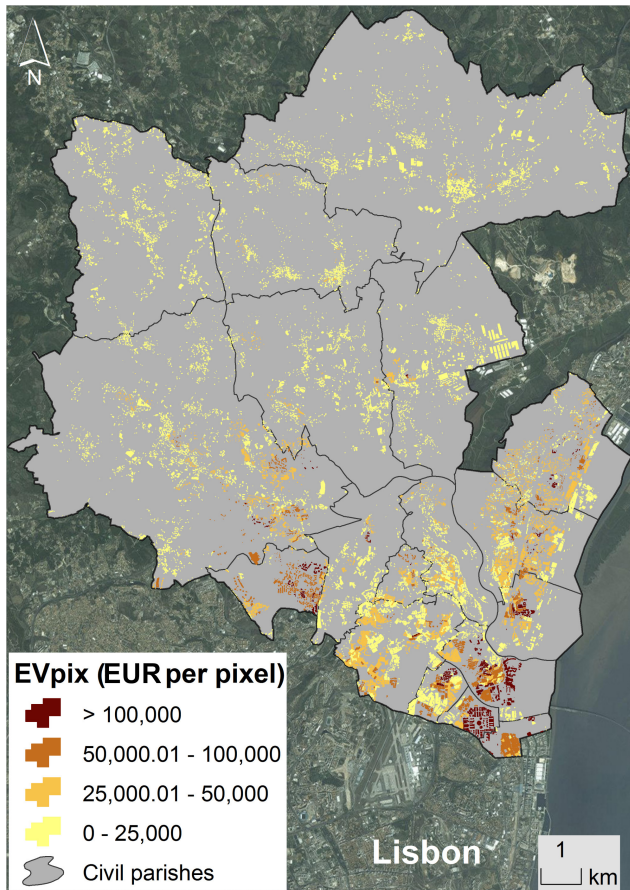 N
EVpix (EUR per pixel)
> 100,000
50,000.01 - 100,000
25,000.01 - 50,000
0 - 25,000
Civil parishes
Lisbon
1
km